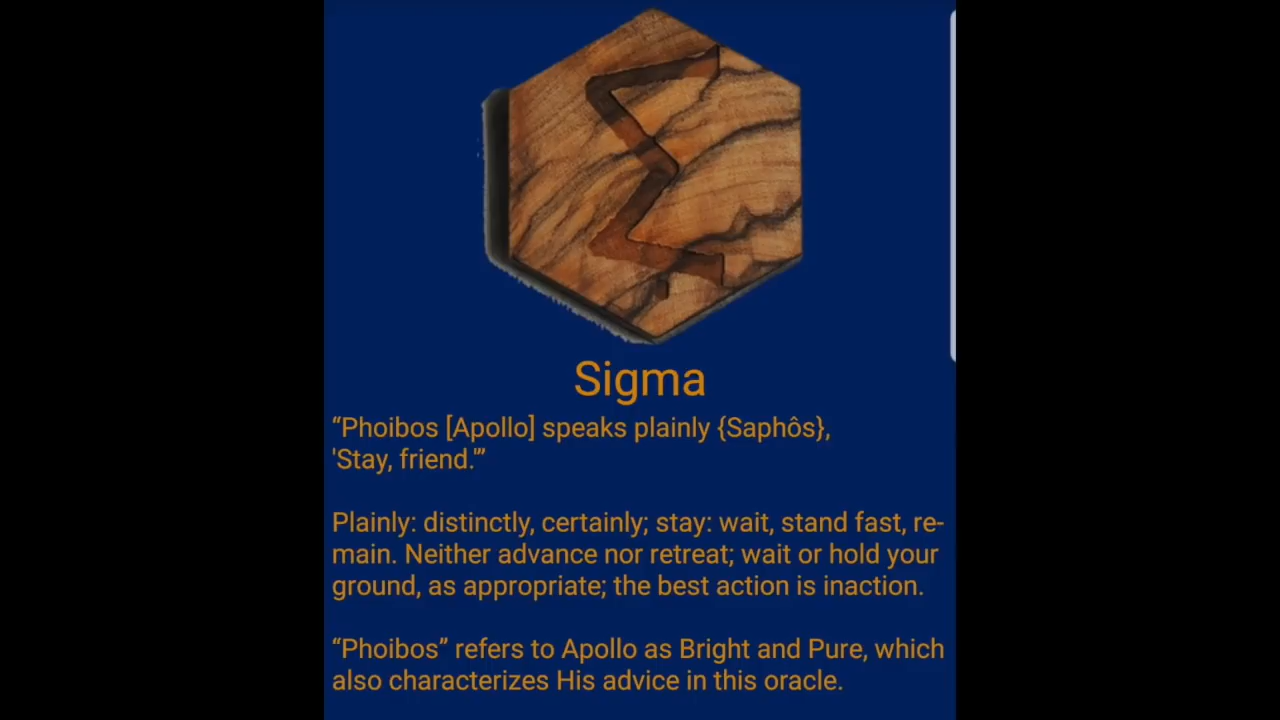 Sigma
“Phoibos [Apollo] speaks plainly {Saphôs},
'Stay, friend.'”
Plainly: distinctly, certainly; stay: wait, stand fast, re-
main. Neither advance nor retreat; wait or hold your
ground, as appropriate; the best action is inaction.
“Phoibos” refers to Apollo as Bright and Pure, which
also characterizes His advice in this oracle.